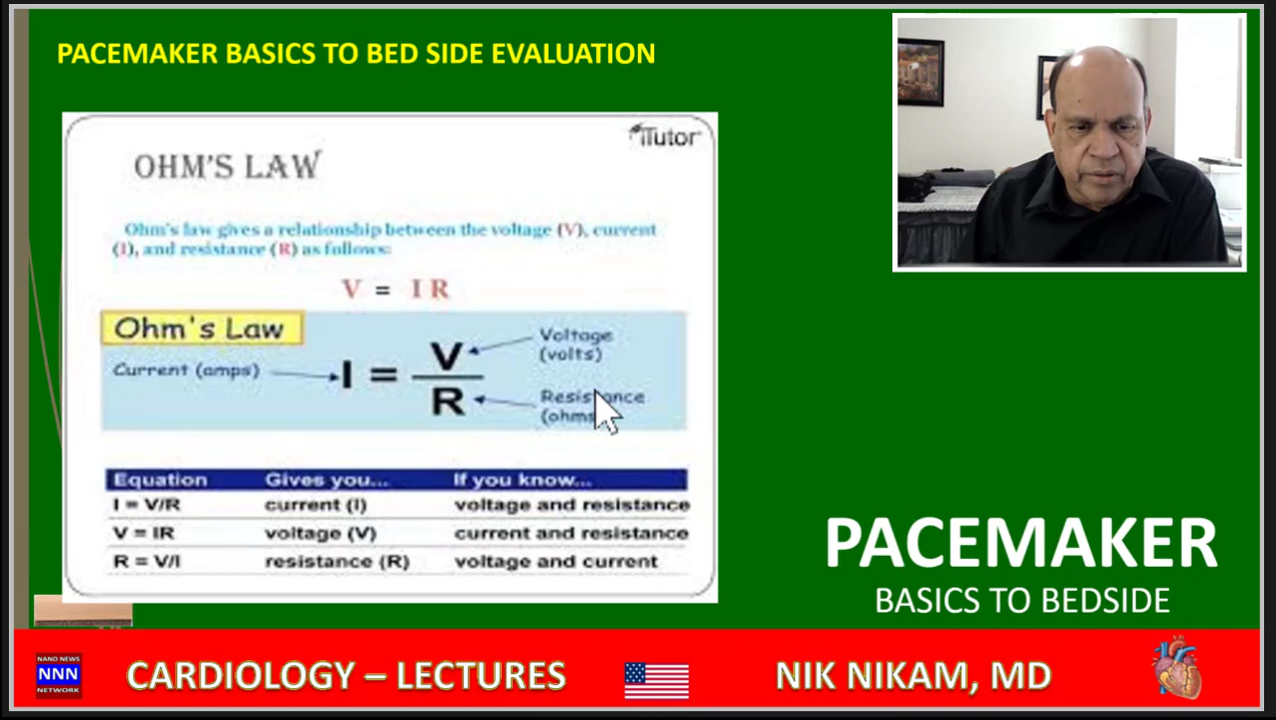 PACEMAKER BASICS TO BED SIDE EVALUATION
iTutor
OHM'S LAW
Ohm's law gives a relationship between the voltage (V), current
(I), and resistance (R) as follows:
V = I R
Ohm's Law
Current (amps)
I = V
R
Voltage
(volts)
Resistance
(ohms
Equation Gives you... If you know...
I = V/R current (I) voltage and resistance
V = IR voltage (V) current and resistance
R = V/I resistance (R) voltage and current
PACEMAKER
BASICS TO BEDSIDE
NANO NEWS
NNN
NETWORK
CARDIOLOGY – LECTURES
NIK NIKAM, MD